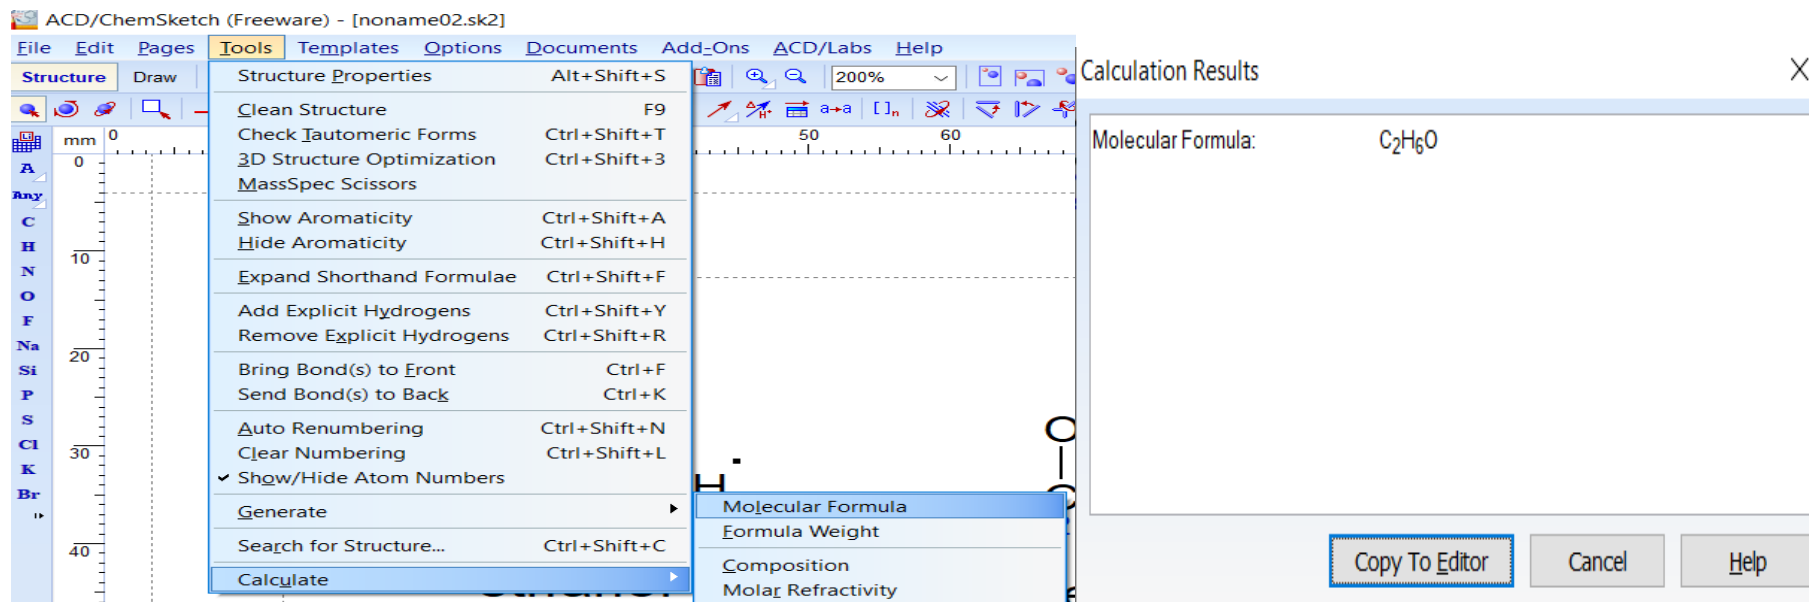 ACD/ChemSketch (Freeware) - [noname02.sk2]
File Edit Pages Tools Templates Options Documents Add-Ons ACD/Labs Help
Structure Draw
200%
a→a []n
mm 0 50 60
0
10
20
30
40
A
Any
C
H
N
O
F
Na
Si
P
S
Cl
K
Br
Structure Properties Alt+Shift+S
Clean Structure F9
Check Tautomeric Forms Ctrl+Shift+T
3D Structure Optimization Ctrl+Shift+3
MassSpec Scissors
Show Aromaticity Ctrl+Shift+A
Hide Aromaticity Ctrl+Shift+H
Expand Shorthand Formulae Ctrl+Shift+F
Add Explicit Hydrogens Ctrl+Shift+Y
Remove Explicit Hydrogens Ctrl+Shift+R
Bring Bond(s) to Front Ctrl+F
Send Bond(s) to Back Ctrl+K
Auto Renumbering Ctrl+Shift+N
Clear Numbering Ctrl+Shift+L
Show/Hide Atom Numbers
Generate
Search for Structure... Ctrl+Shift+C
Calculate
H
O
Molecular Formula
Formula Weight
Composition
Molar Refractivity
Calculation Results
Molecular Formula: C₂H₆O
Copy To Editor Cancel Help